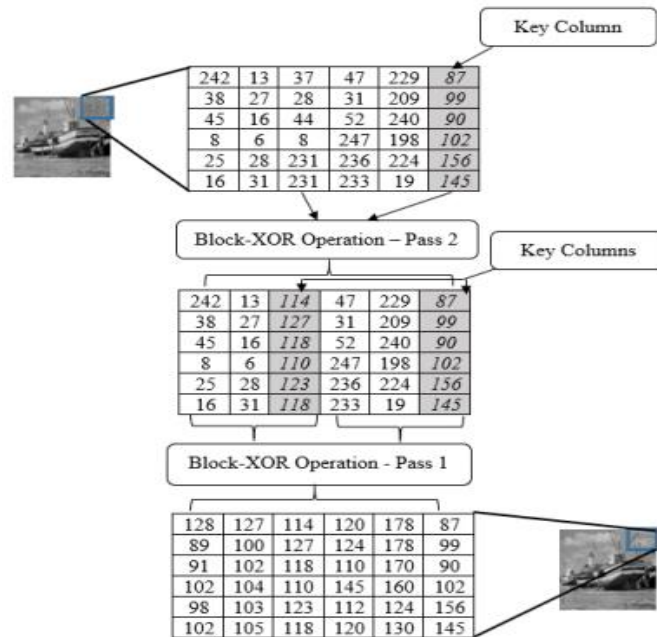 Key Column
242 13 37 47 229 87
38 27 28 31 209 99
45 16 44 52 240 90
8 6 8 247 198 102
25 28 231 236 224 156
16 31 231 233 19 145
Block-XOR Operation – Pass 2
Key Columns
242 13 114 47 229 87
38 27 127 31 209 99
45 16 118 52 240 90
8 6 110 247 198 102
25 28 123 236 224 156
16 31 118 233 19 145
Block-XOR Operation - Pass 1
128 127 114 120 178 87
89 100 127 124 178 99
91 102 118 110 170 90
102 104 110 145 160 102
98 103 123 112 124 156
102 105 118 120 130 145